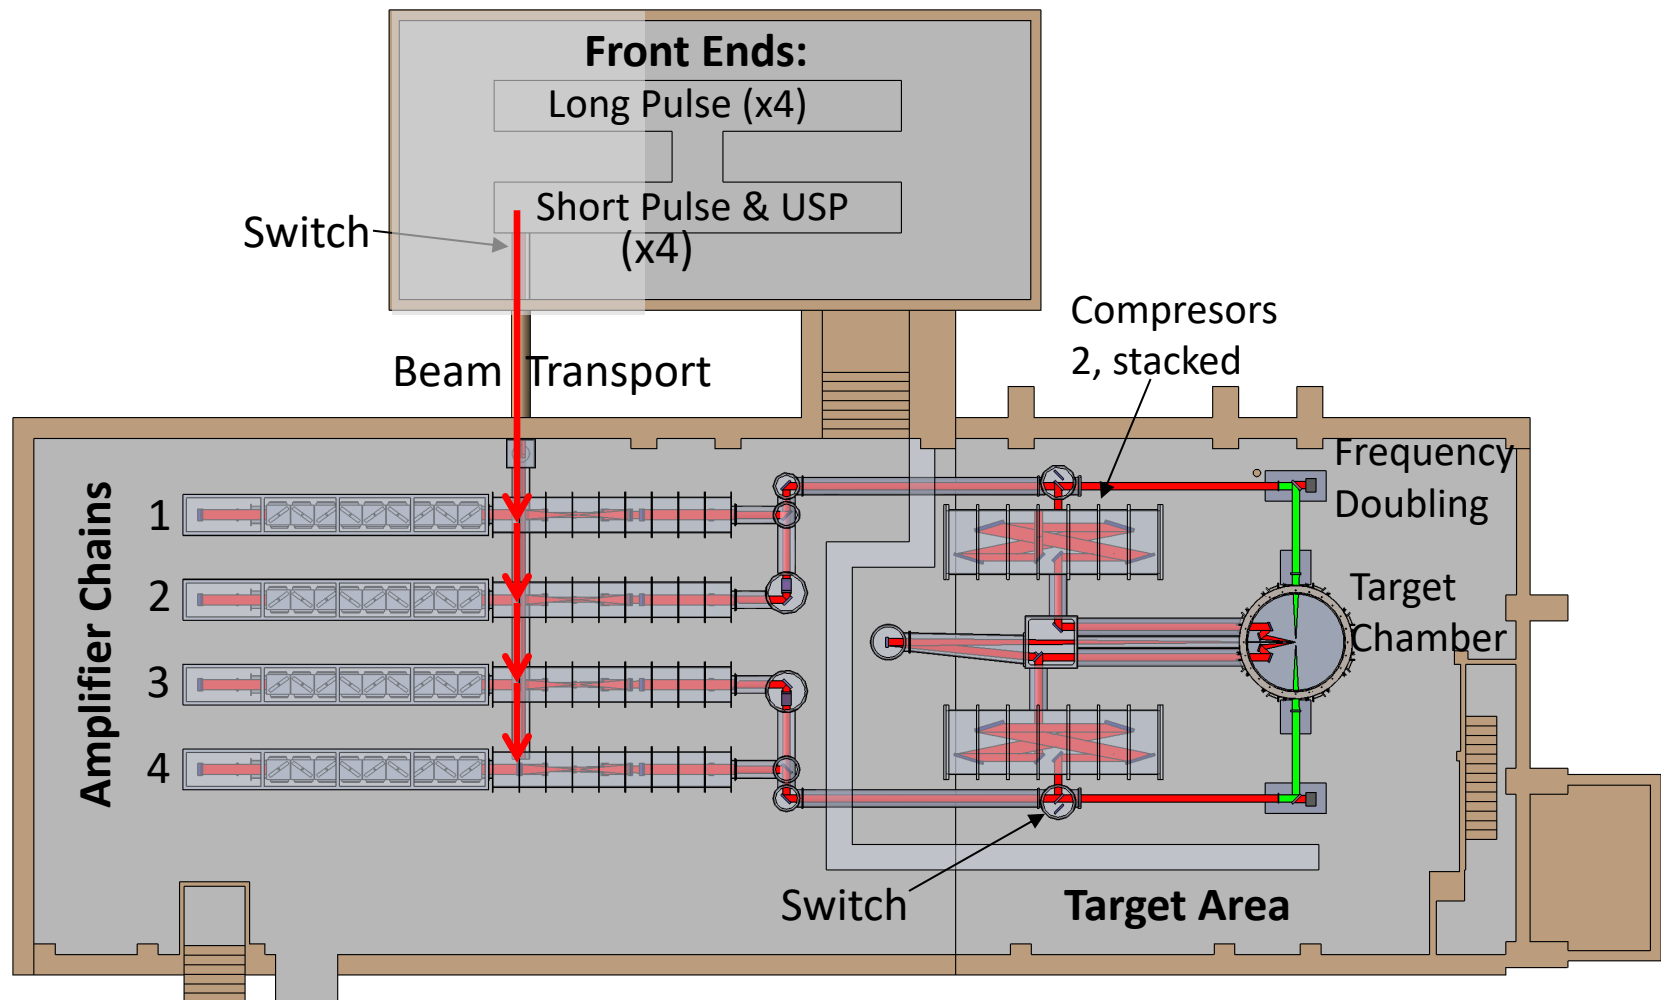 Front Ends:
Long Pulse (x4)
Short Pulse & USP
(x4)
Switch
Beam Transport
Compresors
2, stacked
Frequency
Doubling
Target
Chamber
Amplifier Chains
1
2
3
4
Switch
Target Area